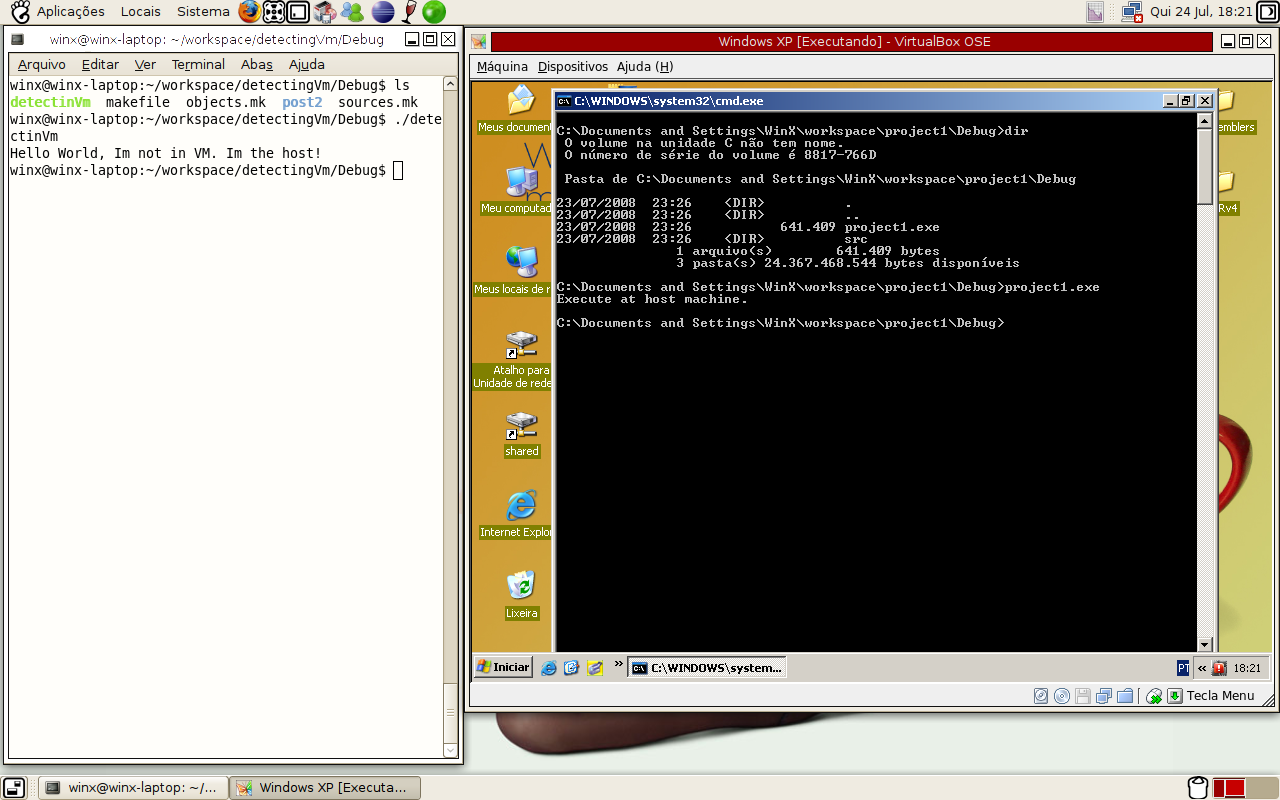 Aplicações Locais Sistema
Qui 24 Jul, 18:21
winx@winx-laptop: ~/workspace/detectingVm/Debug
Arquivo Editar Ver Terminal Abas Ajuda
winx@winx-laptop:~/workspace/detectingVm/Debug$ ls
detectinVm makefile objects.mk post2 sources.mk
winx@winx-laptop:~/workspace/detectingVm/Debug$ ./dete
ctinVm
Hello World, Im not in VM. Im the host!
winx@winx-laptop:~/workspace/detectingVm/Debug$
Windows XP [Executando] - VirtualBox OSE
Máquina Dispositivos Ajuda (H)
Meus document
Meu computad
Meus locais de r
Atalho para
Unidade de rede
shared
Internet Explor
Lixeira
emblers
Rv4
C:\WINDOWS\system32\cmd.exe
C:\Documents and Settings\WinX\workspace\project1\Debug>dir
O volume na unidade C não tem nome.
O número de série do volume é 8817-766D
Pasta de C:\Documents and Settings\WinX\workspace\project1\Debug
23/07/2008 23:26 <DIR> .
23/07/2008 23:26 <DIR> ..
23/07/2008 23:26 641.409 project1.exe
23/07/2008 23:26 <DIR> src
1 arquivo(s) 641.409 bytes
3 pasta(s) 24.367.468.544 bytes disponíveis
C:\Documents and Settings\WinX\workspace\project1\Debug>project1.exe
Execute at host machine.
C:\Documents and Settings\WinX\workspace\project1\Debug>
Iniciar
»
C:\WINDOWS\system...
PT
«
18:21
Tecla Menu
winx@winx-laptop: ~/...
Windows XP [Executa...